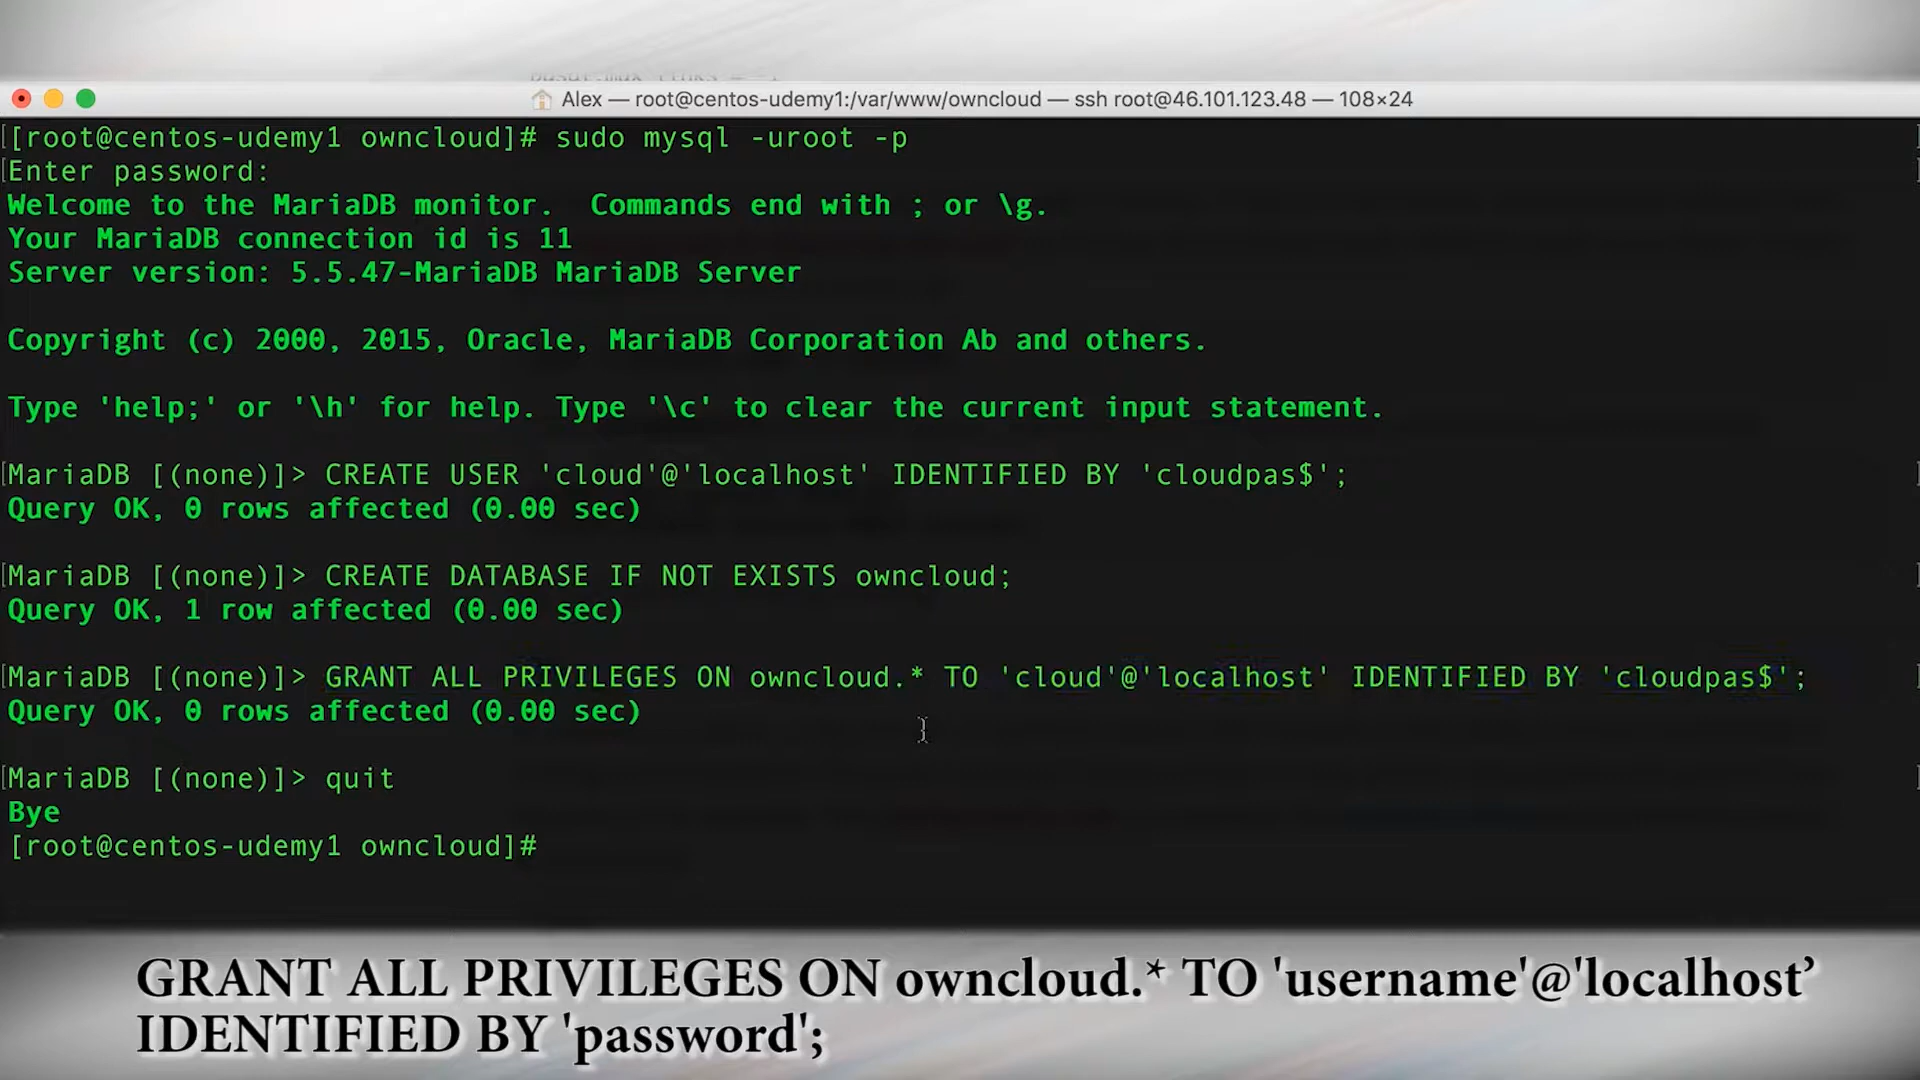 Alex — root@centos-udemy1:/var/www/owncloud — ssh root@46.101.123.48 — 108×24
[[root@centos-udemy1 owncloud]# sudo mysql -uroot -p
[Enter password:
Welcome to the MariaDB monitor.  Commands end with ; or \g.
Your MariaDB connection id is 11
Server version: 5.5.47-MariaDB MariaDB Server
Copyright (c) 2000, 2015, Oracle, MariaDB Corporation Ab and others.
Type 'help;' or '\h' for help. Type '\c' to clear the current input statement.
[MariaDB [(none)]> CREATE USER 'cloud'@'localhost' IDENTIFIED BY 'cloudpas$';
Query OK, 0 rows affected (0.00 sec)
[MariaDB [(none)]> CREATE DATABASE IF NOT EXISTS owncloud;
Query OK, 1 row affected (0.00 sec)
[MariaDB [(none)]> GRANT ALL PRIVILEGES ON owncloud.* TO 'cloud'@'localhost' IDENTIFIED BY 'cloudpas$';
Query OK, 0 rows affected (0.00 sec)
[MariaDB [(none)]> quit
Bye
[root@centos-udemy1 owncloud]#
GRANT ALL PRIVILEGES ON owncloud.* TO 'username'@'localhost’
IDENTIFIED BY 'password';